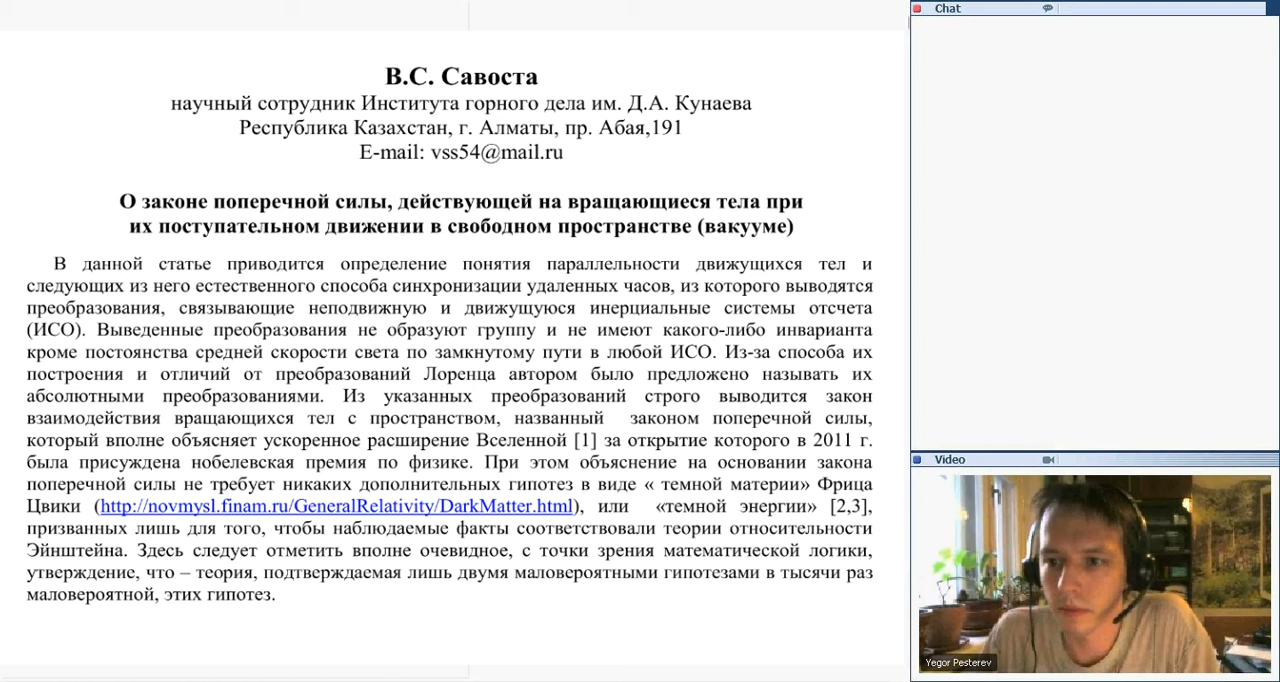 В.С. Савоста
научный сотрудник Института горного дела им. Д.А. Кунаева
Республика Казахстан, г. Алматы, пр. Абая,191
E-mail: vss54@mail.ru
О законе поперечной силы, действующей на вращающиеся тела при
их поступательном движении в свободном пространстве (вакууме)
В данной статье приводится определение понятия параллельности движущихся тел и
следующих из него естественного способа синхронизации удаленных часов, из которого выводятся
преобразования, связывающие неподвижную и движущуюся инерциальные системы отсчета
(ИСО). Выведенные преобразования не образуют группу и не имеют какого-либо инварианта
кроме постоянства средней скорости света по замкнутому пути в любой ИСО. Из-за способа их
построения и отличий от преобразований Лоренца автором было предложено называть их
абсолютными преобразованиями. Из указанных преобразований строго выводится закон
взаимодействия вращающихся тел с пространством, названный законом поперечной силы,
который вполне объясняет ускоренное расширение Вселенной [1] за открытие которого в 2011 г.
была присуждена нобелевская премия по физике. При этом объяснение на основании закона
поперечной силы не требует никаких дополнительных гипотез в виде « темной материи» Фрица
Цвики (http://novmysl.finam.ru/GeneralRelativity/DarkMatter.html), или «темной энергии» [2,3],
призванных лишь для того, чтобы наблюдаемые факты соответствовали теории относительности
Эйнштейна. Здесь следует отметить вполне очевидное, с точки зрения математической логики,
утверждение, что – теория, подтверждаемая лишь двумя маловероятными гипотезами в тысячи раз
маловероятной, этих гипотез.
Chat
Video
Yegor Pesterev